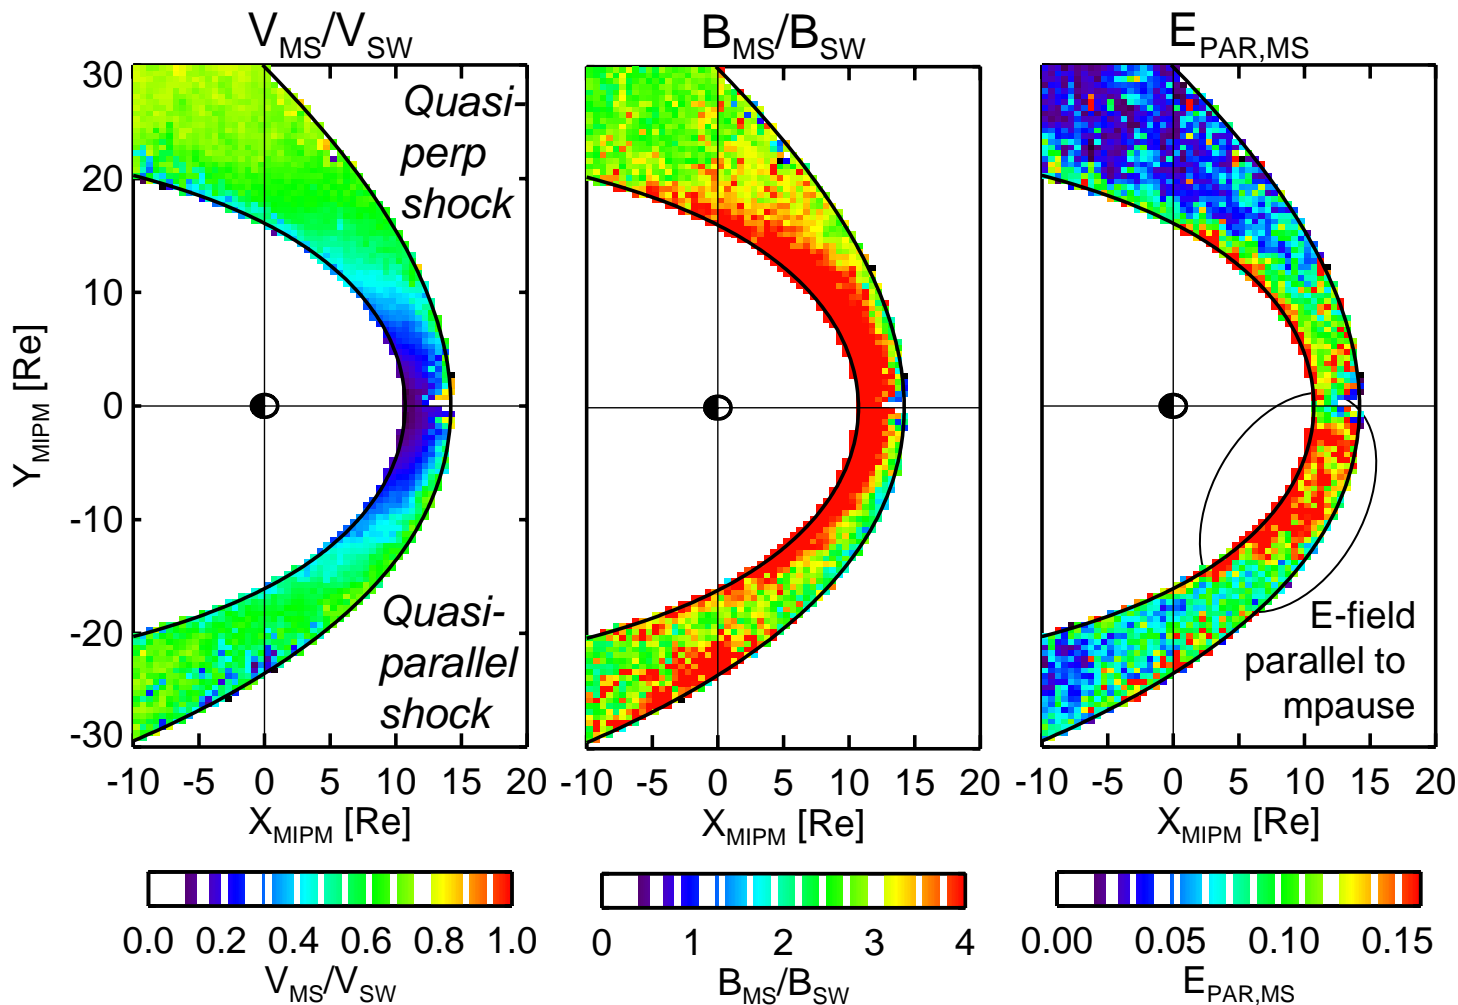 V_MS/V_SW
B_MS/B_SW
E_PAR,MS
30
20
10
0
-10
-20
-30
Y_MIPM [Re]
Quasi-
perp
shock
Quasi-
parallel
shock
E-field
parallel to
mpause
-10 -5 0 5 10 15 20
-10 -5 0 5 10 15 20
-10 -5 0 5 10 15 20
X_MIPM [Re]
X_MIPM [Re]
X_MIPM [Re]
0.0 0.2 0.4 0.6 0.8 1.0
V_MS/V_SW
0 1 2 3 4
B_MS/B_SW
0.00 0.05 0.10 0.15
E_PAR,MS